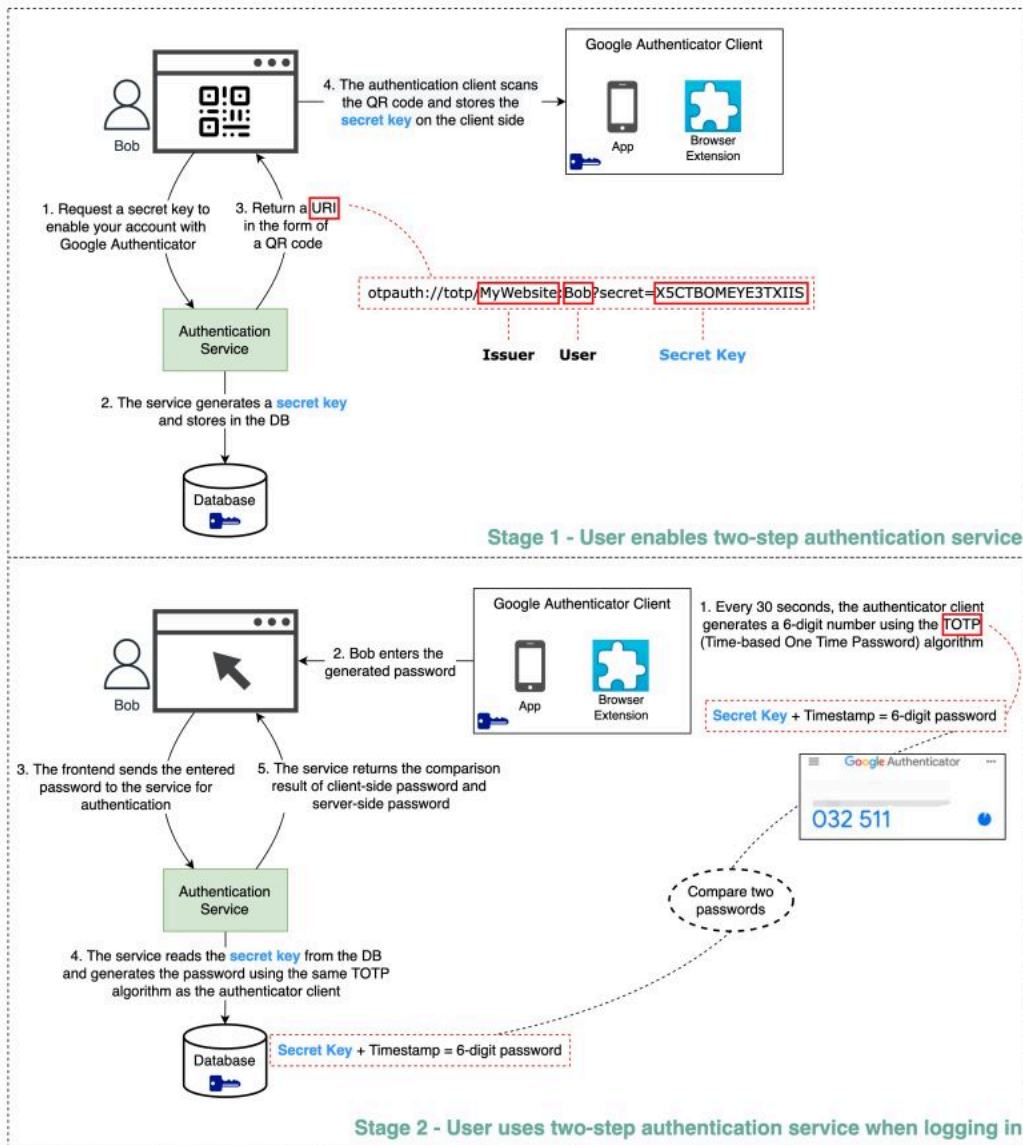 Google Authenticator Client
4. The authentication client scans
the QR code and stores the
secret key on the client side
App
Browser
Extension
Bob
1. Request a secret key to
enable your account with
Google Authenticator
3. Return a URI
in the form of
a QR code
otpauth://totp/MyWebsite:Bob?secret=X5CTBOMEYE3TXIIS
Issuer
User
Secret Key
Authentication
Service
2. The service generates a secret key
and stores in the DB
Database
Stage 1 - User enables two-step authentication service
Google Authenticator Client
1. Every 30 seconds, the authenticator client
generates a 6-digit number using the TOTP
(Time-based One Time Password) algorithm
2. Bob enters the
generated password
App
Browser
Extension
Bob
Secret Key + Timestamp = 6-digit password
3. The frontend sends the entered
password to the service for
authentication
5. The service returns the comparison
result of client-side password and
server-side password
Google Authenticator
032 511
Authentication
Service
Compare two
passwords
4. The service reads the secret key from the DB
and generates the password using the same TOTP
algorithm as the authenticator client
Database
Secret Key + Timestamp = 6-digit password
Stage 2 - User uses two-step authentication service when logging in